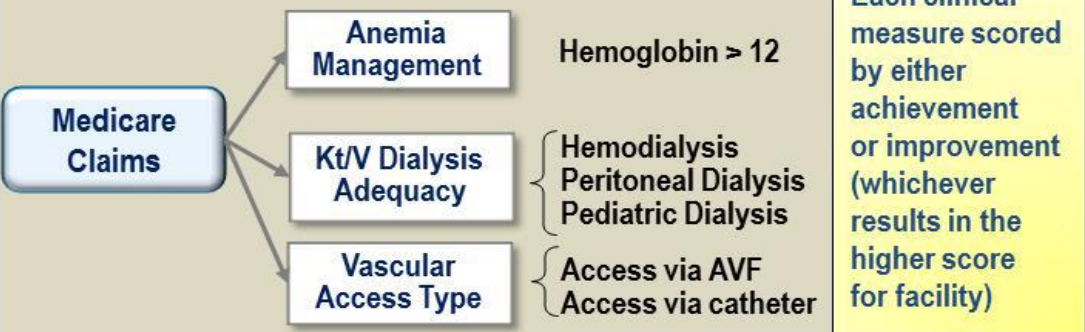 Medicare
Claims
Anemia
Management
Hemoglobin > 12
Kt/V Dialysis
Adequacy
Hemodialysis
Peritoneal Dialysis
Pediatric Dialysis
Vascular
Access Type
Access via AVF
Access via catheter
Each clinical
measure scored
by either
achievement
or improvement
(whichever
results in the
higher score
for facility)